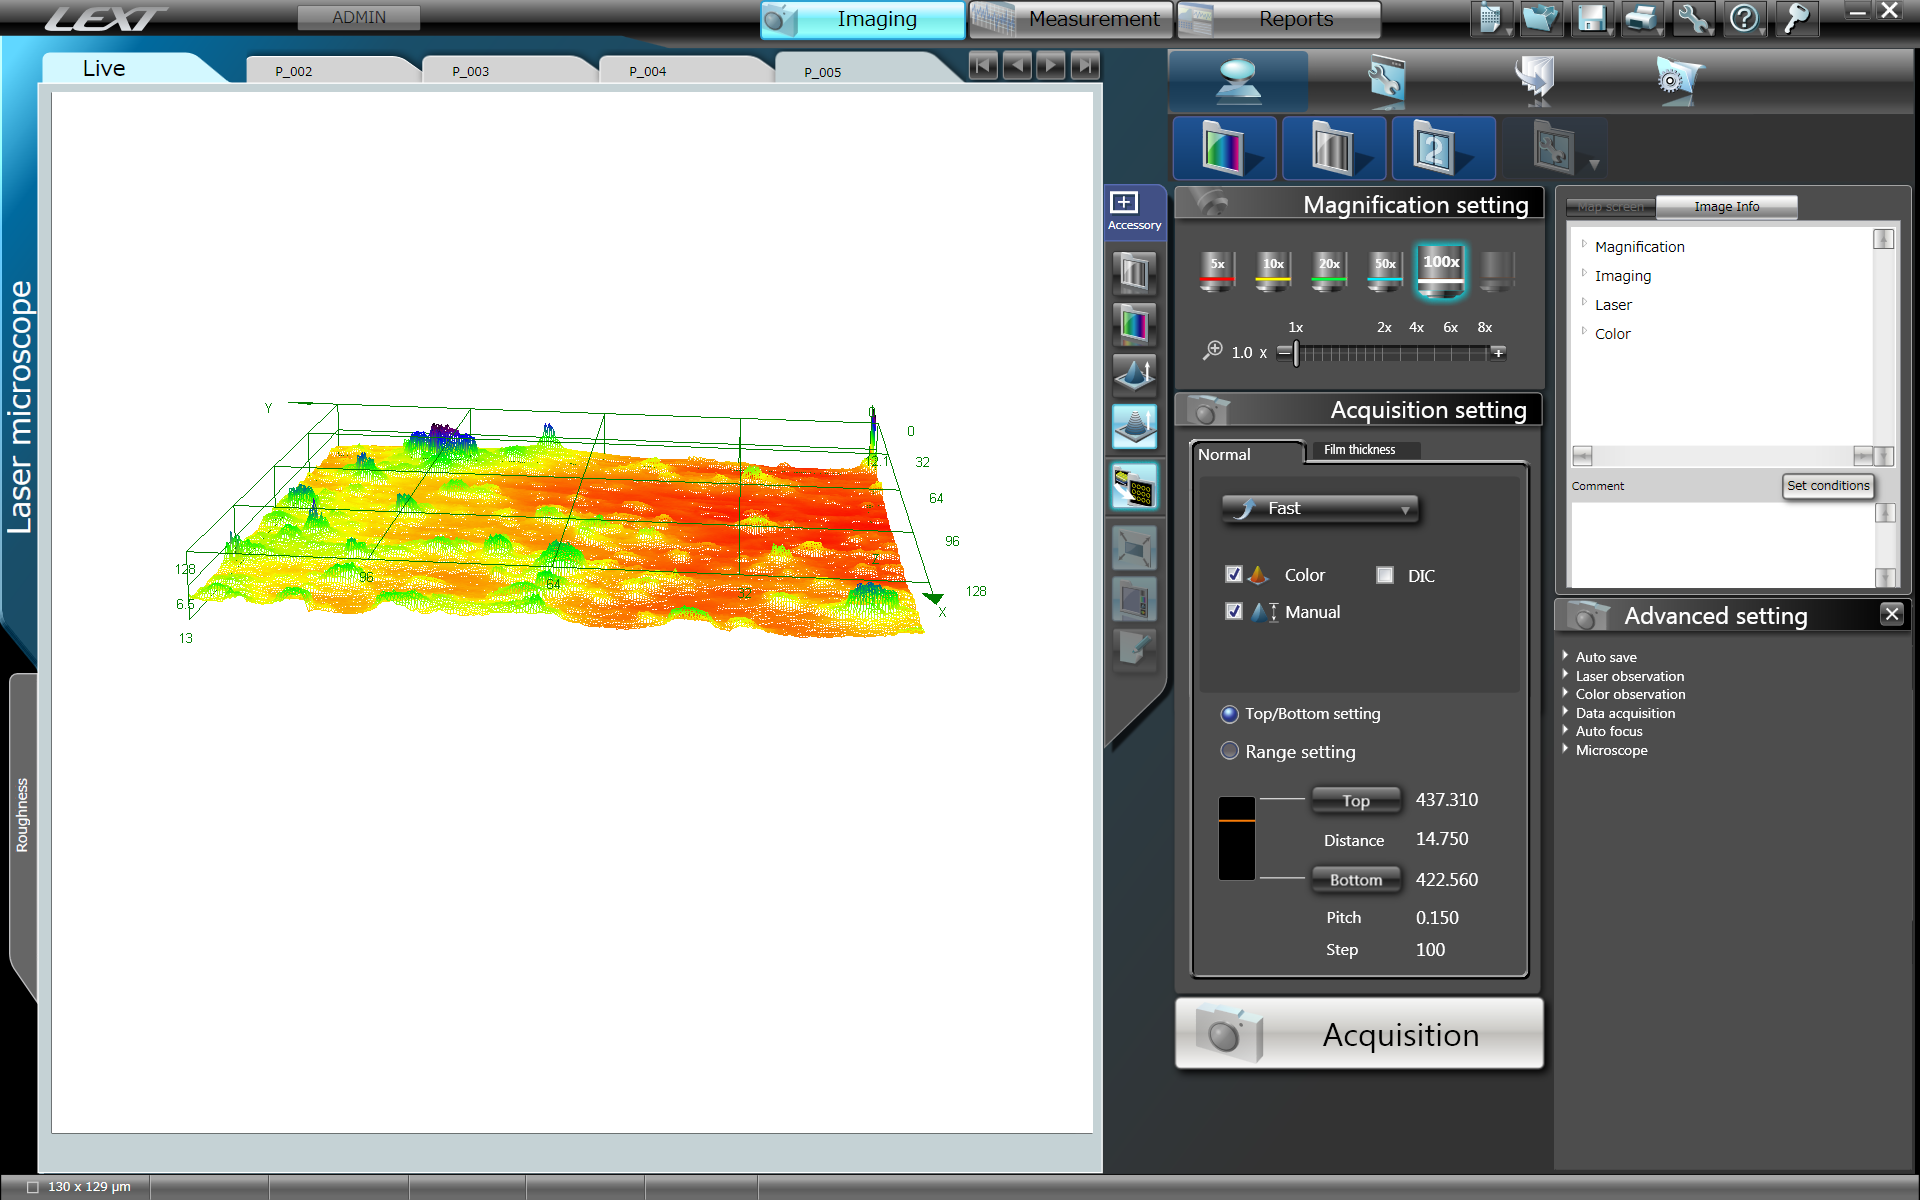 LEXT
ADMIN
Imaging
Measurement
Reports
Live
P_002
P_003
P_004
P_005
Laser microscope
Roughness
Accessory
Magnification setting
5x
10x
20x
50x
100x
1x 2x 4x 6x 8x
1.0 x
Acquisition setting
Normal
Film thickness
Fast
Color
DIC
Manual
Top/Bottom setting
Range setting
Top 437.310
Distance 14.750
Bottom 422.560
Pitch 0.150
Step 100
Acquisition
2
Map screen
Image Info
Magnification
Imaging
Laser
Color
Comment
Set conditions
Advanced setting
Auto save
Laser observation
Color observation
Data acquisition
Auto focus
Microscope
Y
0
0
32
64
96
128
X
128
96
64
32
6.5
13
130 x 129 µm